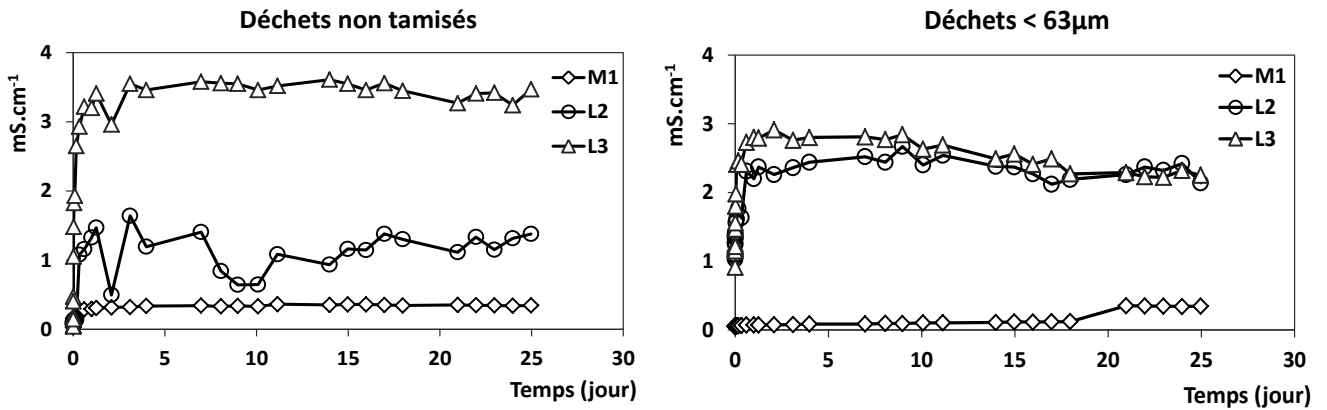 Déchets non tamisés
4
3
2
1
0
mS.cm-1
0 5 10 15 20 25 30
Temps (jour)
M1
L2
L3
Déchets < 63µm
4
3
2
1
0
mS.cm-1
0 5 10 15 20 25 30
Temps (jour)
M1
L2
L3